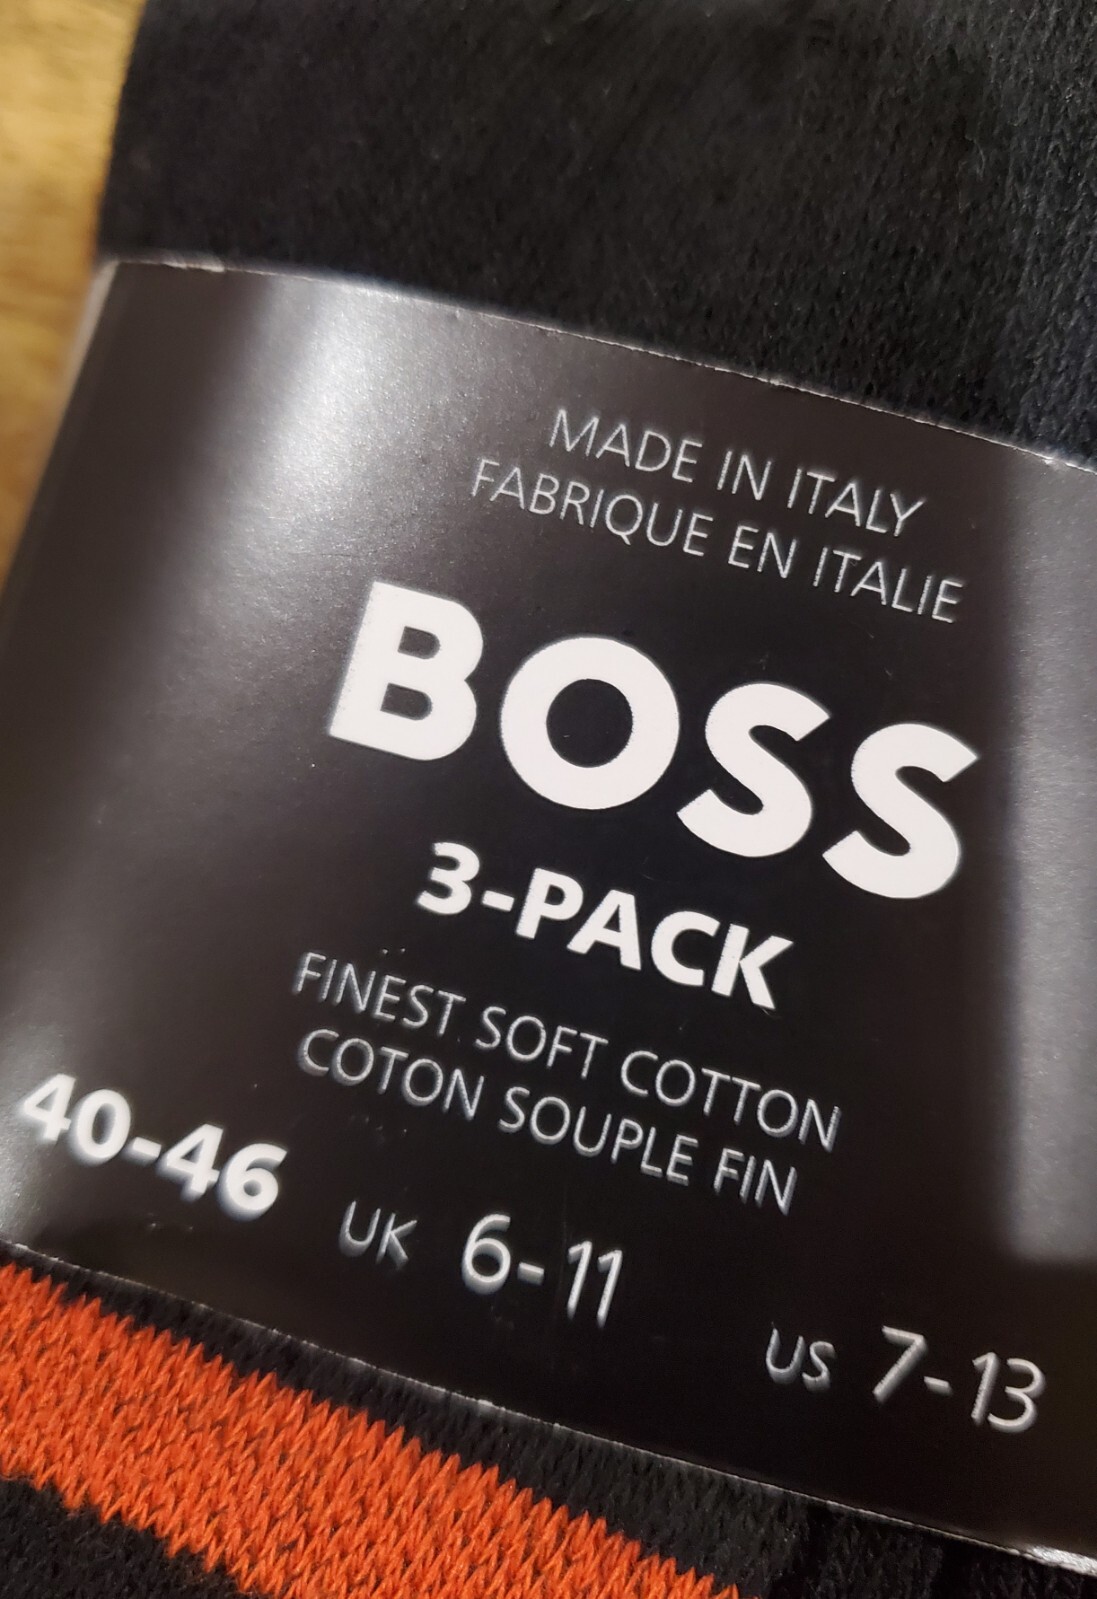 MADE IN ITALY
FABRIQUE EN ITALIE
BOSS
3-PACK
FINEST SOFT COTTON
COTON SOUPLE FIN
40-46 UK 6-11 US 7-13